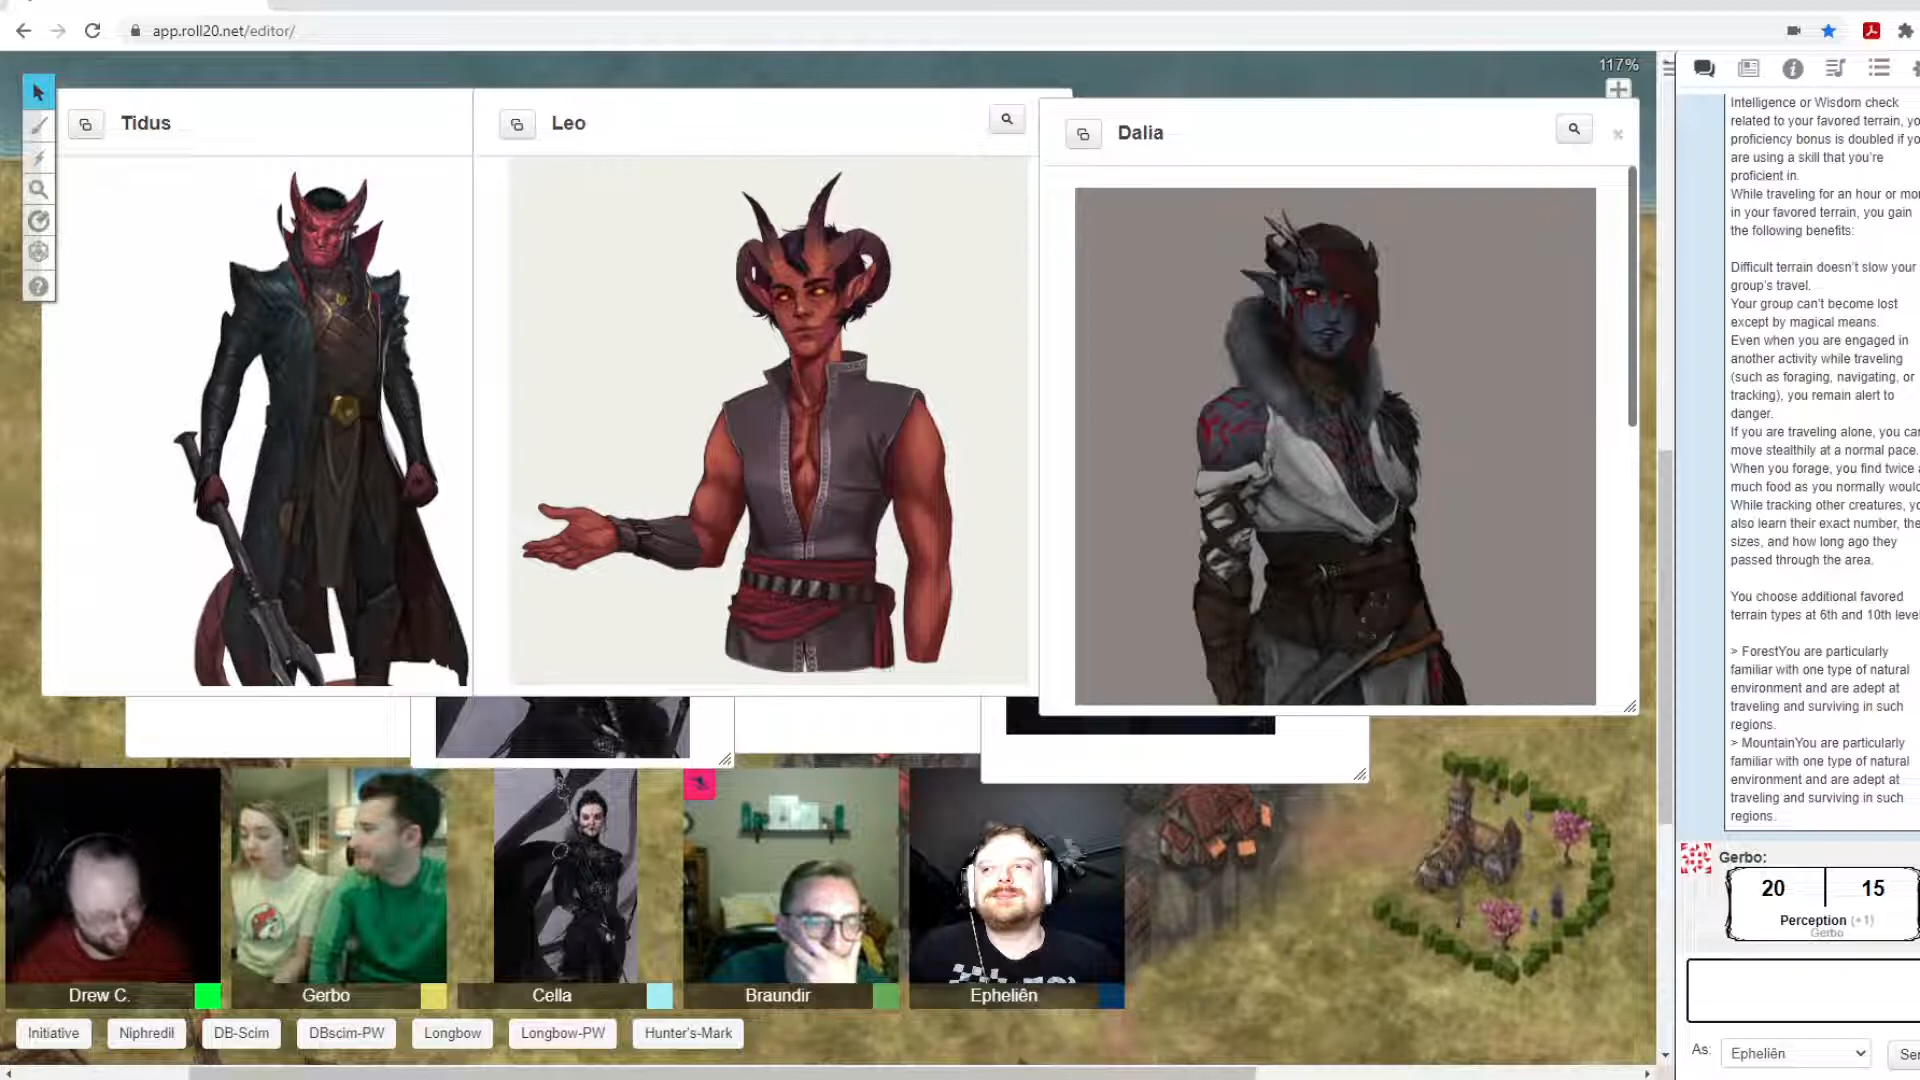 app.roll20.net/editor/
117%
Tidus
Leo
Dalia
Intelligence or Wisdom check
related to your favored terrain,
proficiency bonus is doubled if
are using a skill that you're
proficient in.
While traveling for an hour or
in your favored terrain, you gain
the following benefits:
Difficult terrain doesn't slow your
group's travel.
Your group can't become lost
except by magical means.
Even when you are engaged in
another activity while traveling
(such as foraging, navigating, or
tracking), you remain alert to
danger.
If you are traveling alone, you
move stealthily at a normal pace.
When you forage, you find twice
much food as you normally
While tracking other creatures,
also learn their exact number,
sizes, and how long ago they
passed through the area.
You choose additional favored
terrain types at 6th and 10th
> ForestYou are particularly
familiar with one type of natural
environment and are adept at
traveling and surviving in such
regions.
> MountainYou are particularly
familiar with one type of natural
environment and are adept at
traveling and surviving in such
regions.
Gerbo:
20 15
Perception (+1)
Gerbo
Drew C.
Gerbo
Cella
Braundir
Epheliên
Initiative
Niphredil
DB-Scim
DBscim-PW
Longbow
Longbow-PW
Hunter's-Mark
As:
Epheliên